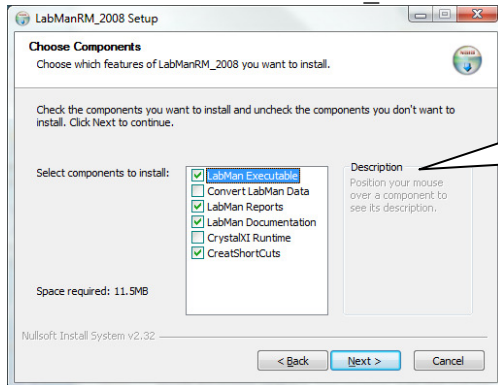 LabManRM_2008 Setup
Choose Components
Choose which features of LabManRM_2008 you want to install.
Check the components you want to install and uncheck the components you don't want to
install. Click Next to continue.
Select components to install:
LabMan Executable
Convert LabMan Data
LabMan Reports
LabMan Documentation
CrystalXI Runtime
CreatShortCuts
Description
Position your mouse
over a component to
see its description.
Space required: 11.5MB
Nullsoft Install System v2.32
< Back
Next >
Cancel